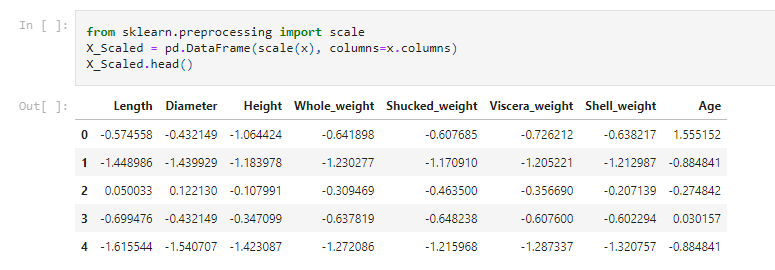 In [ ]: from sklearn.preprocessing import scale
X_Scaled = pd.DataFrame(scale(x), columns=x.columns)
X_Scaled.head()
Out[ ]: Length Diameter Height Whole_weight Shucked_weight Viscera_weight Shell_weight Age
0 -0.574558 -0.432149 -1.064424 -0.641898 -0.607685 -0.726212 -0.638217 1.555152
1 -1.448986 -1.439929 -1.183978 -1.230277 -1.170910 -1.205221 -1.212987 -0.884841
2 0.050033 0.122130 -0.107991 -0.309469 -0.463500 -0.356690 -0.207139 -0.274842
3 -0.699476 -0.432149 -0.347099 -0.637819 -0.648238 -0.607600 -0.602294 0.030157
4 -1.615544 -1.540707 -1.423087 -1.272086 -1.215968 -1.287337 -1.320757 -0.884841